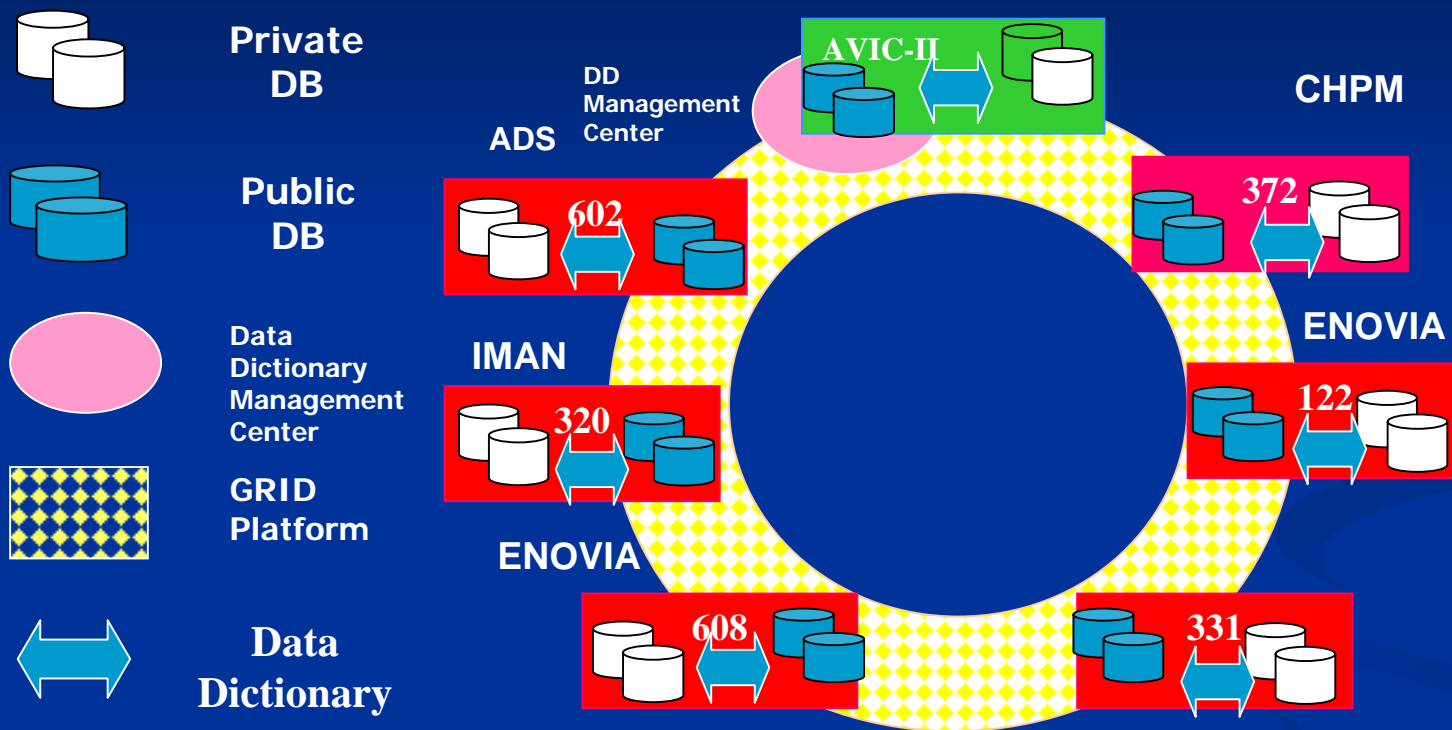 Private
DB
Public
DB
Data
Dictionary
Management
Center
GRID
Platform
Data
Dictionary
DD
Management
Center
AVIC-II
CHPM
ADS
372
602
ENOVIA
IMAN
122
320
ENOVIA
608
331